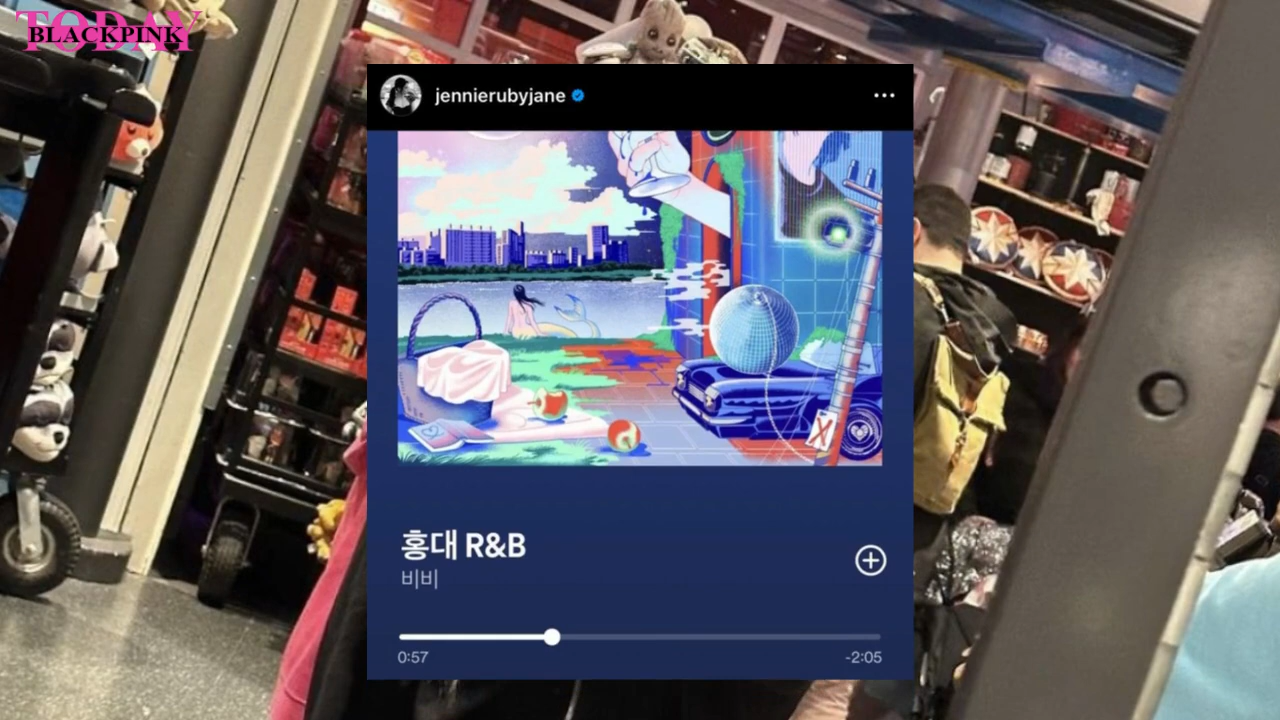 TODAY
BLACKPINK
jennierubyjane
홍대 R&B
비비
0:57
-2:05